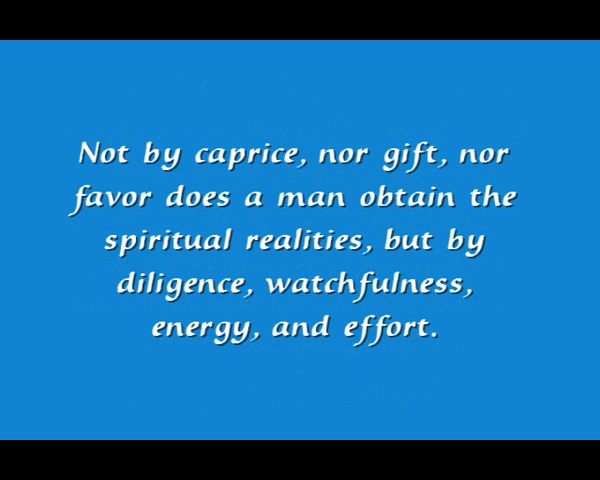 Not by caprice, nor gift, nor
favor does a man obtain the
spiritual realities, but by
diligence, watchfulness,
energy, and effort.